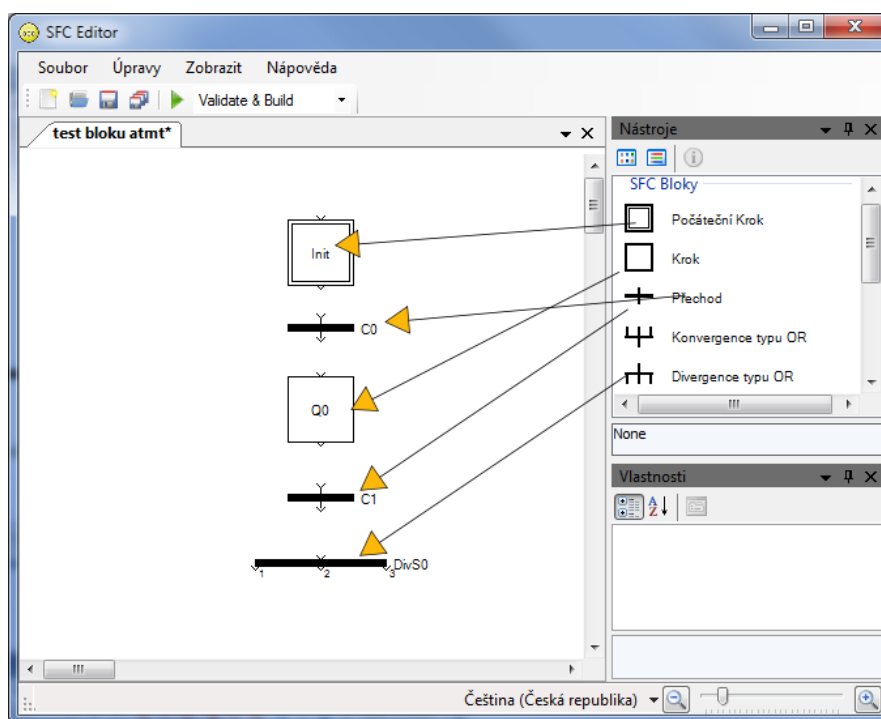 SFC Editor
Soubor Úpravy Zobrazit Nápověda
Validate & Build
test bloku atmt*
Nástroje
SFC Bloky
Počáteční Krok
Krok
Přechod
Konvergence typu OR
Divergence typu OR
None
Vlastnosti
Init
C0
Q0
C1
1 2 3 DivS0
Čeština (Česká republika)